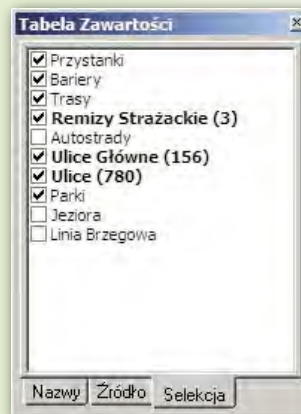 Tabela Zawartości
Przystanki
Bariery
Trasy
Remizy Strażackie (3)
Autostrady
Ulice Główne (156)
Ulice (780)
Parki
Jeziora
Linia Brzegowa
Nazwy Źródło Selekcja